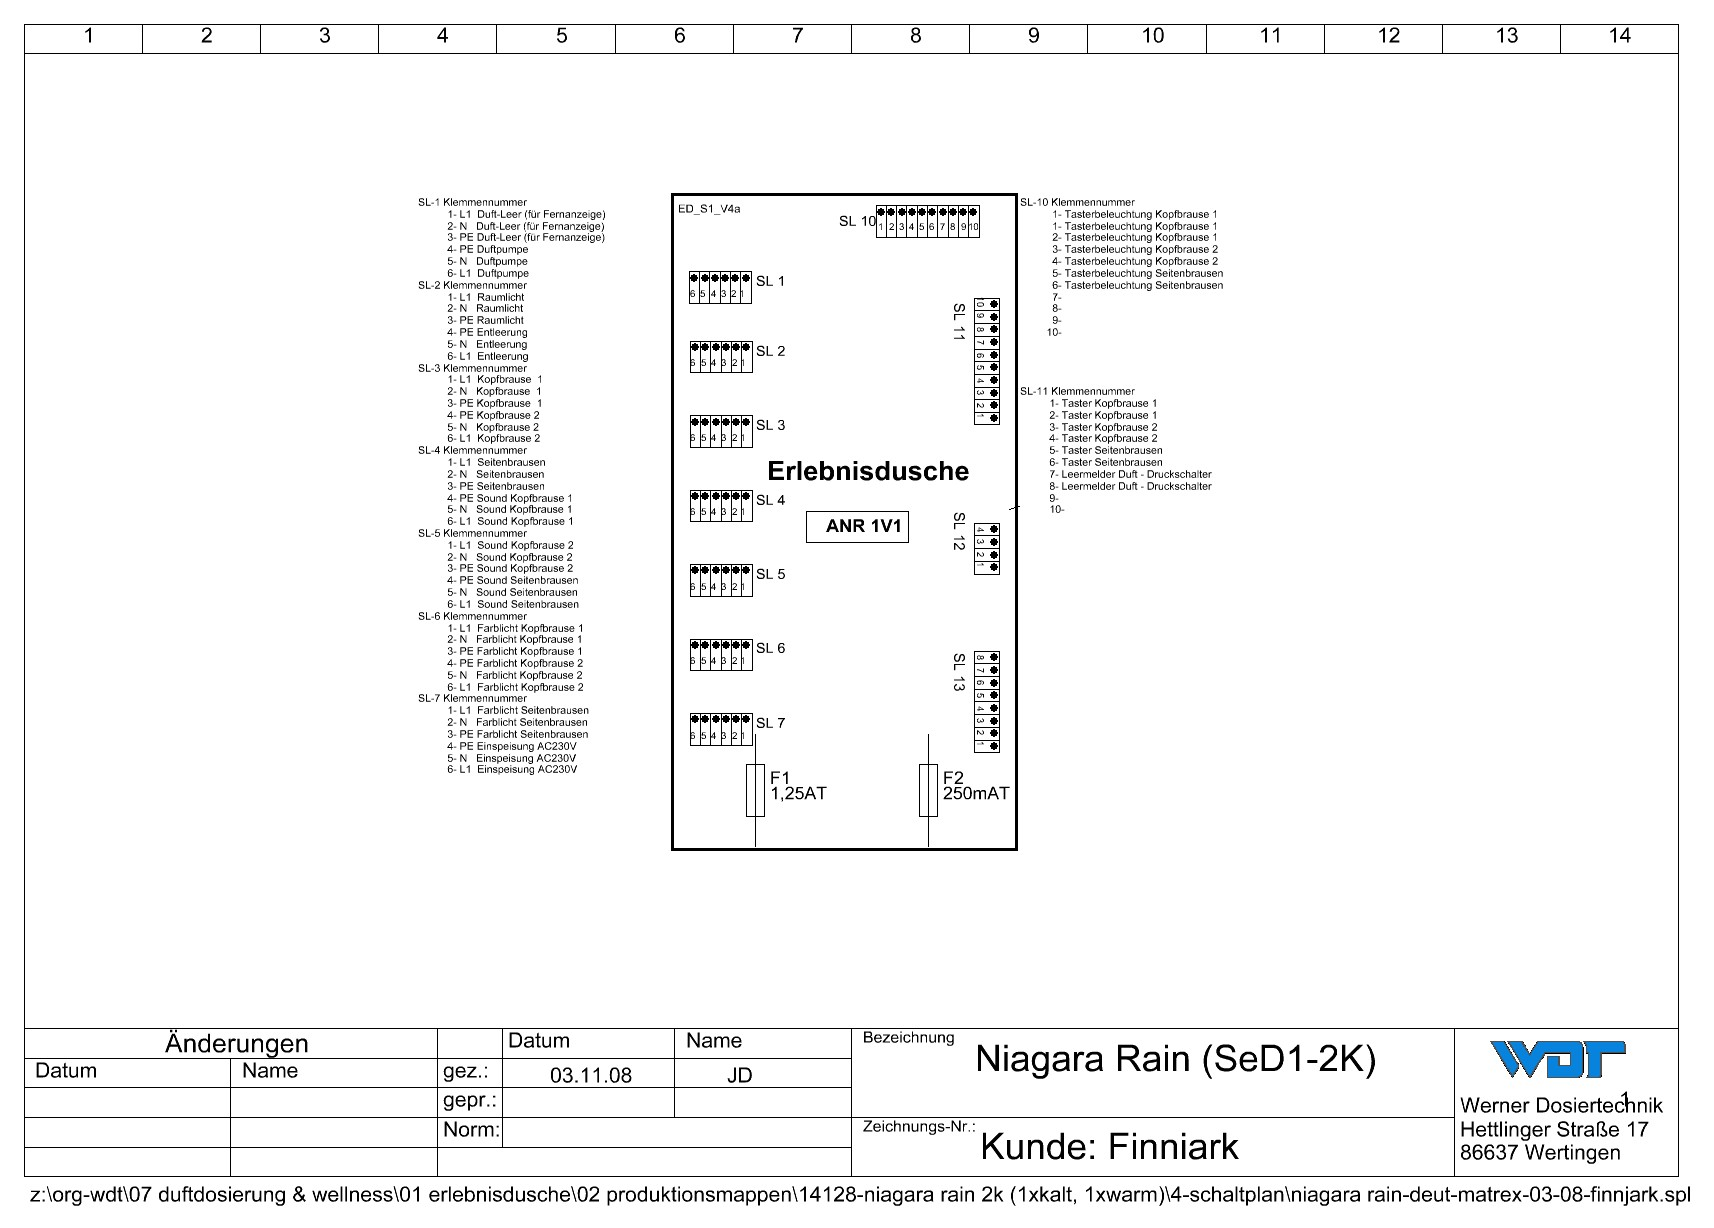 1 2 3 4 5 6 7 8 9 10 11 12 13 14
SL-1 Klemmennummer
1- L1 Duft-Leer (für Fernanzeige)
2- N Duft-Leer (für Fernanzeige)
3- PE Duft-Leer (für Fernanzeige)
4- PE Duftpumpe
5- N Duftpumpe
6- L1 Duftpumpe
SL-2 Klemmennummer
1- L1 Raumlicht
2- N Raumlicht
3- PE Raumlicht
4- PE Entleerung
5- N Entleerung
6- L1 Entleerung
SL-3 Klemmennummer
1- L1 Kopfbrause 1
2- N Kopfbrause 1
3- PE Kopfbrause 1
4- PE Kopfbrause 2
5- N Kopfbrause 2
6- L1 Kopfbrause 2
SL-4 Klemmennummer
1- L1 Seitenbrausen
2- N Seitenbrausen
3- PE Seitenbrausen
4- PE Sound Kopfbrause 1
5- N Sound Kopfbrause 1
6- L1 Sound Kopfbrause 1
SL-5 Klemmennummer
1- L1 Sound Kopfbrause 2
2- N Sound Kopfbrause 2
3- PE Sound Kopfbrause 2
4- PE Sound Seitenbrausen
5- N Sound Seitenbrausen
6- L1 Sound Seitenbrausen
SL-6 Klemmennummer
1- L1 Farblicht Kopfbrause 1
2- N Farblicht Kopfbrause 1
3- PE Farblicht Kopfbrause 1
4- PE Farblicht Kopfbrause 2
5- N Farblicht Kopfbrause 2
6- L1 Farblicht Kopfbrause 2
SL-7 Klemmennummer
1- L1 Farblicht Seitenbrausen
2- N Farblicht Seitenbrausen
3- PE Farblicht Seitenbrausen
4- PE Einspeisung AC230V
5- N Einspeisung AC230V
6- L1 Einspeisung AC230V
ED_S1_V4a
SL 10
1 2 3 4 5 6 7 8 9 10
6 5 4 3 2 1 SL 1
6 5 4 3 2 1 SL 2
6 5 4 3 2 1 SL 3
6 5 4 3 2 1 SL 4
6 5 4 3 2 1 SL 5
6 5 4 3 2 1 SL 6
6 5 4 3 2 1 SL 7
Erlebnisdusche
ANR 1V1
SL 11
10 9 8 7 6 5 4 3 2 1
SL 12
4 3 2 1
SL 13
8 7 6 5 4 3 2 1
F1
1,25AT
F2
250mAT
SL-10 Klemmennummer
1- Tasterbeleuchtung Kopfbrause 1
1- Tasterbeleuchtung Kopfbrause 1
2- Tasterbeleuchtung Kopfbrause 1
3- Tasterbeleuchtung Kopfbrause 2
4- Tasterbeleuchtung Kopfbrause 2
5- Tasterbeleuchtung Seitenbrausen
6- Tasterbeleuchtung Seitenbrausen
7-
8-
9-
10-
SL-11 Klemmennummer
1- Taster Kopfbrause 1
2- Taster Kopfbrause 1
3- Taster Kopfbrause 2
4- Taster Kopfbrause 2
5- Taster Seitenbrausen
6- Taster Seitenbrausen
7- Leermelder Duft - Druckschalter
8- Leermelder Duft - Druckschalter
9-
10-
Änderungen
Datum Name
Datum Name
gez.: 03.11.08 JD
gepr.:
Norm:
Bezeichnung
Niagara Rain (SeD1-2K)
Zeichnungs-Nr.:
Kunde: Finniark
WDT
1
Werner Dosiertechnik
Hettlinger Straße 17
86637 Wertingen
z:\org-wdt\07 duftdosierung & wellness\01 erlebnisdusche\02 produktionsmappen\14128-niagara rain 2k (1xkalt, 1xwarm)\4-schaltplan\niagara rain-deut-matrex-03-08-finnjark.spl